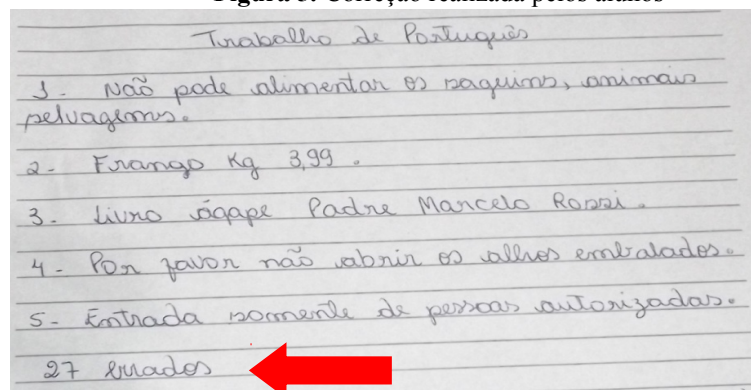 Figura 3: Correção realizada pelos alunos
Trabalho de Português
1- Não pode alimentar os saguins, animais
selvagens.
2- Frango Kg 3,99.
3- Livro ágape Padre Marcelo Rossi.
4- Por favor não abrir os alhos embalados.
5- Entrada somente de pessoas autorizadas.
27 errados